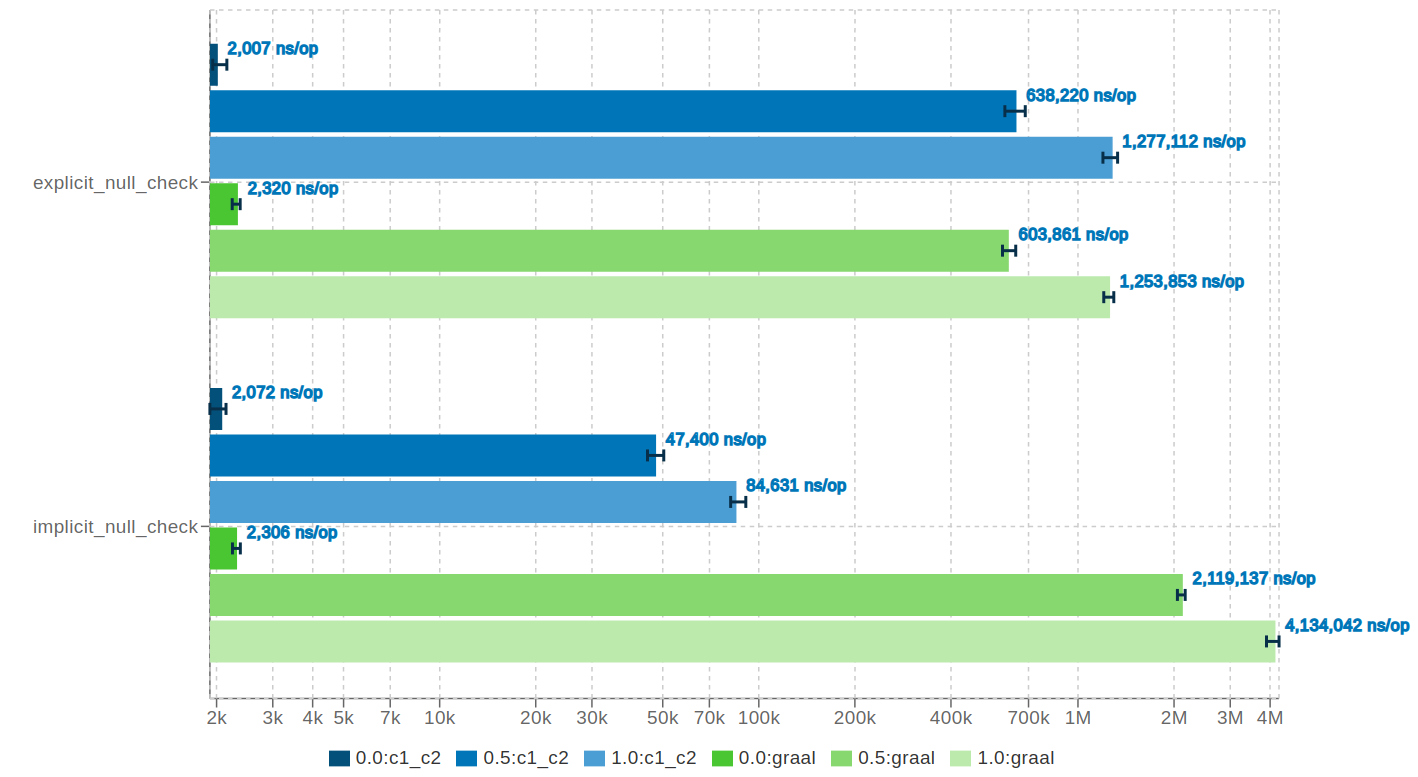 2,007 ns/op
638,220 ns/op
1,277,112 ns/op
explicit_null_check
2,320 ns/op
603,861 ns/op
1,253,853 ns/op
2,072 ns/op
47,400 ns/op
84,631 ns/op
implicit_null_check
2,306 ns/op
2,119,137 ns/op
4,134,042 ns/op
2k 3k 4k 5k 7k 10k 20k 30k 50k 70k 100k 200k 400k 700k 1M 2M 3M 4M
0.0:c1_c2 0.5:c1_c2 1.0:c1_c2 0.0:graal 0.5:graal 1.0:graal